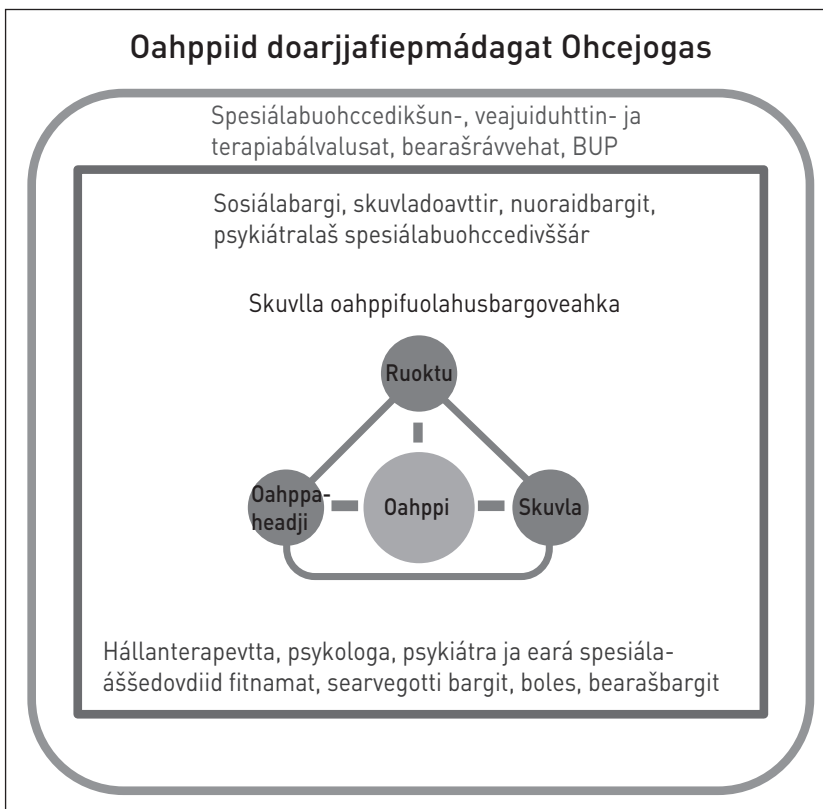 Oahppiid doarjjafiepmádagat Ohcejogas
Spesiálabuohccedikšun-, veajuiduhttin- ja
terapiabálvalusat, bearašrávvehat, BUP
Sosiálabargi, skuvladoavttir, nuoraidbargit,
psykiátralaš spesiálabuohccedivššár
Skuvlla oahppifuolahusbargoveahka
Ruoktu
Oahppa-
headji
Oahppi
Skuvla
Hállanterapevtta, psykologa, psykiátra ja eará spesiála-
áššedovdiid fitnamat, searvegotti bargit, boles, bearašbargit